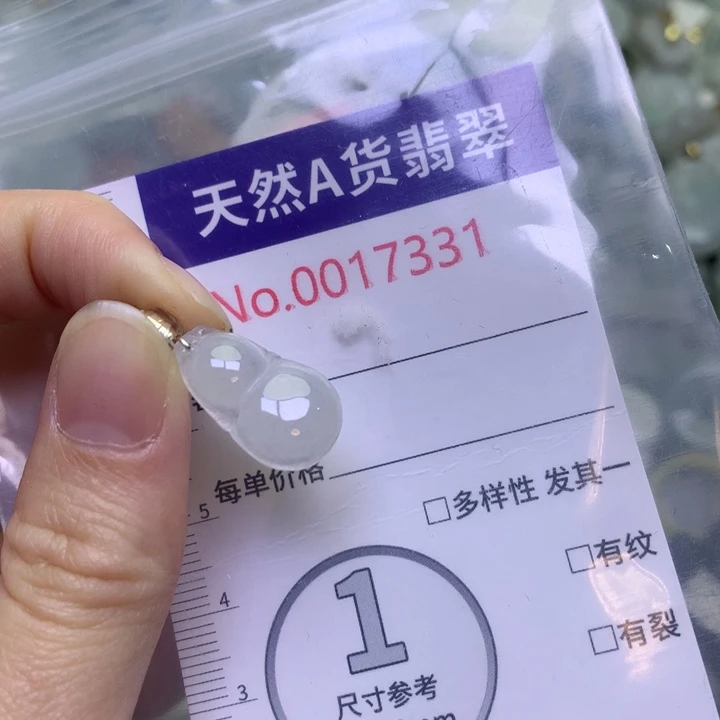 天然A货翡翠
No.0017331
每单价格
□多样性 发其一
□有纹
□有裂
5
4
3
1
尺寸参考